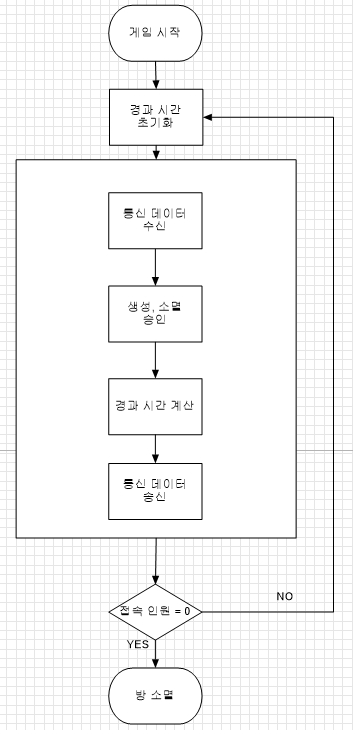 게임 시작
경과 시간
초기화
통신 데이터
수신
생성, 소멸
승인
경과 시간 계산
통신 데이터
송신
접속 인원 = 0
NO
YES
방 소멸